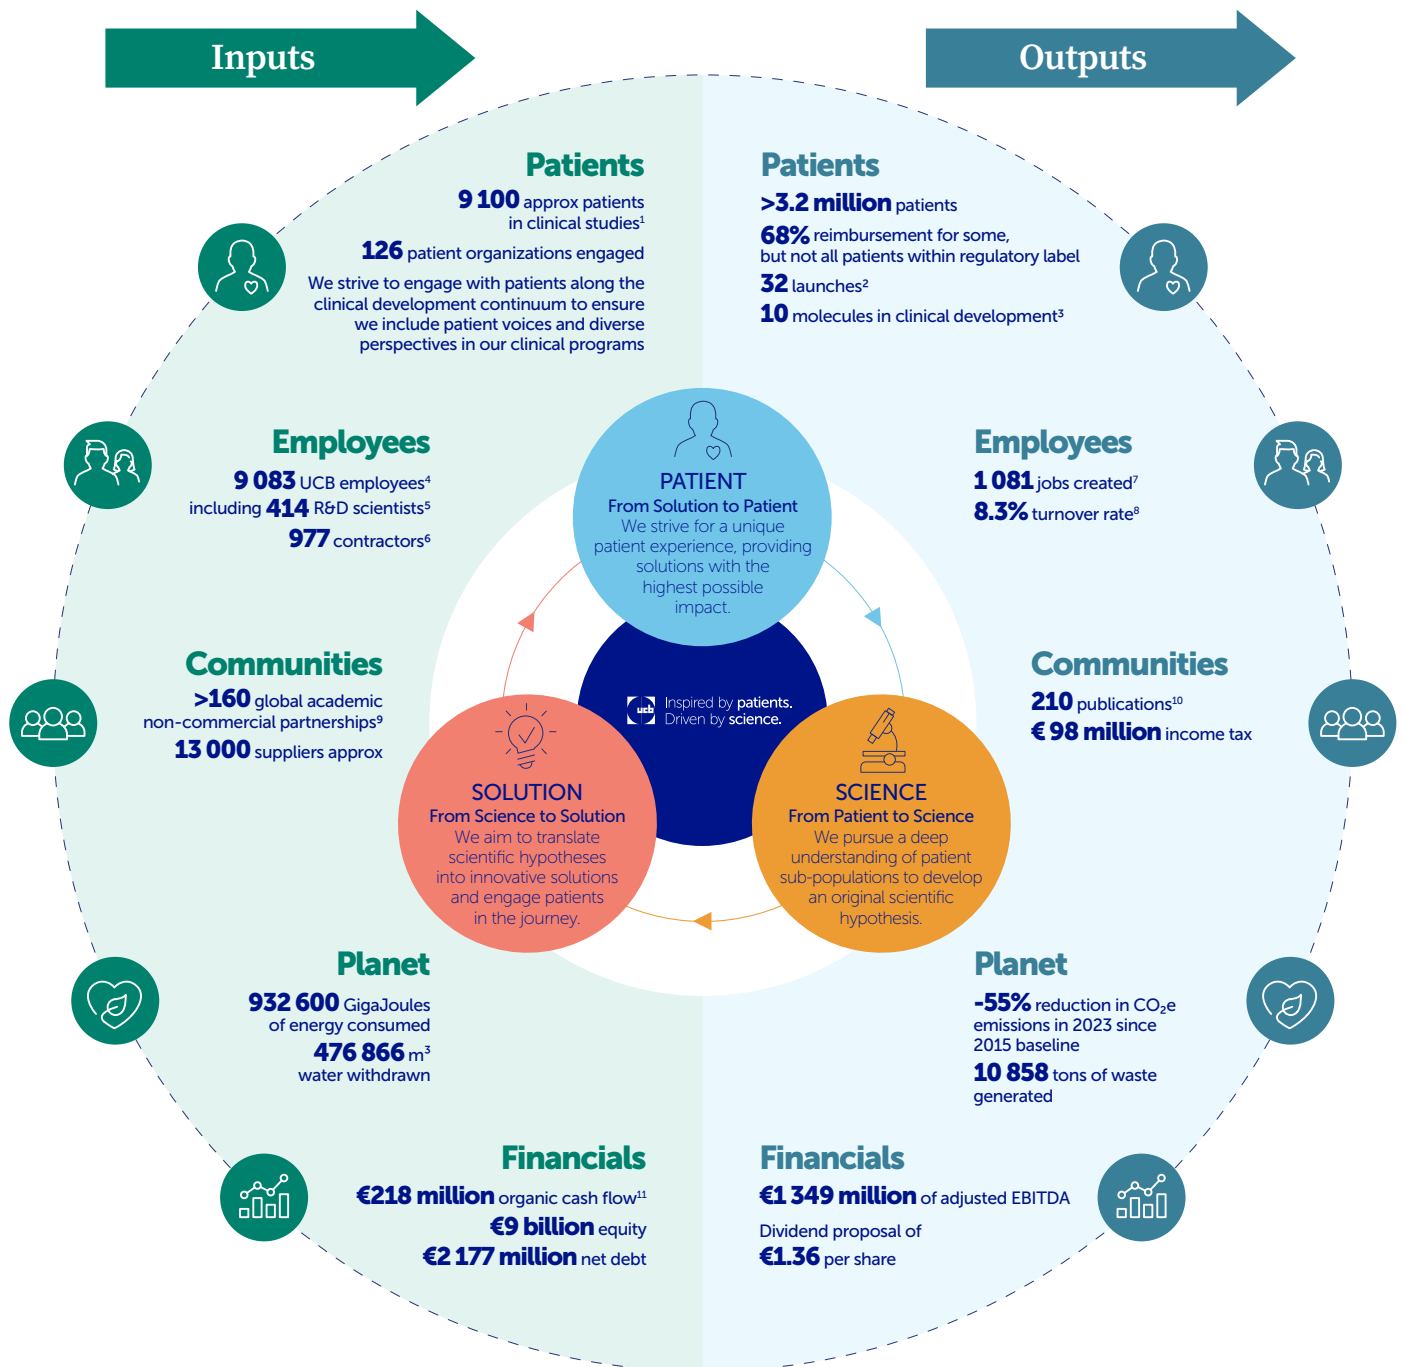 Inputs
Outputs
Patients
9 100 approx patients
in clinical studies¹
126 patient organizations engaged
We strive to engage with patients along the
clinical development continuum to ensure
we include patient voices and diverse
perspectives in our clinical programs
Patients
>3.2 million patients
68% reimbursement for some,
but not all patients within regulatory label
32 launches²
10 molecules in clinical development³
Employees
9 083 UCB employees⁴
including 414 R&D scientists⁵
977 contractors⁶
PATIENT
From Solution to Patient
We strive for a unique
patient experience, providing
solutions with the
highest possible
impact.
Employees
1 081 jobs created⁷
8.3% turnover rate⁸
Communities
>160 global academic
non-commercial partnerships⁹
13 000 suppliers approx
ucb
Inspired by patients.
Driven by science.
Communities
210 publications¹⁰
€ 98 million income tax
SOLUTION
From Science to Solution
We aim to translate
scientific hypotheses
into innovative solutions
and engage patients
in the journey.
SCIENCE
From Patient to Science
We pursue a deep
understanding of patient
sub-populations to develop
an original scientific
hypothesis.
Planet
932 600 GigaJoules
of energy consumed
476 866 m³
water withdrawn
Planet
-55% reduction in CO₂e
emissions in 2023 since
2015 baseline
10 858 tons of waste
generated
Financials
€218 million organic cash flow¹¹
€9 billion equity
€2 177 million net debt
Financials
€1 349 million of adjusted EBITDA
Dividend proposal of
€1.36 per share